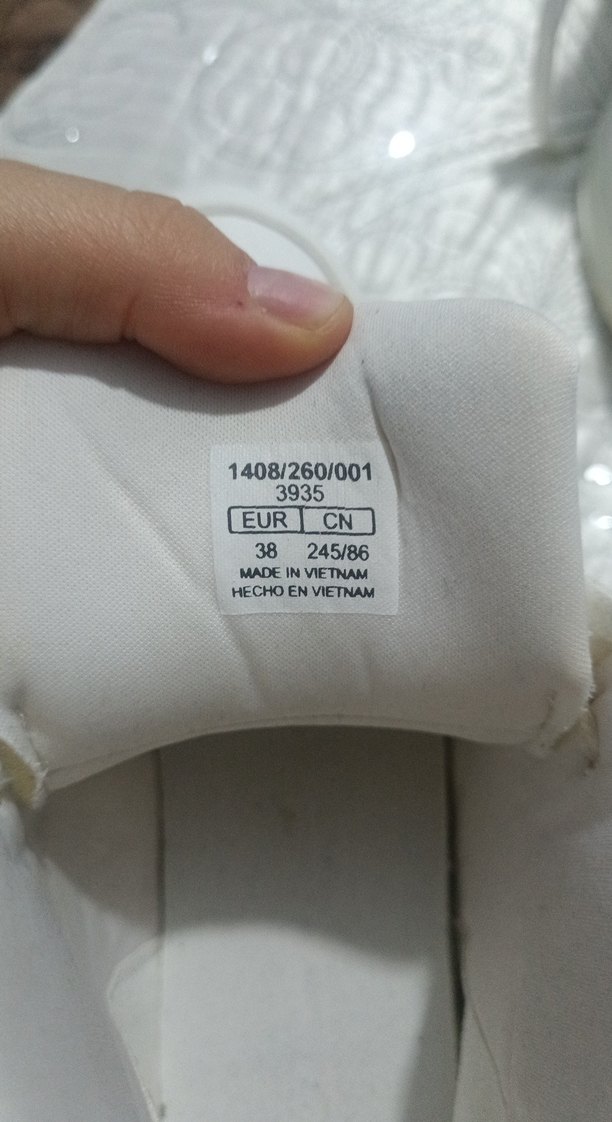 1408/260/001
3935
EUR CN
38 245/86
MADE IN VIETNAM
HECHO EN VIETNAM